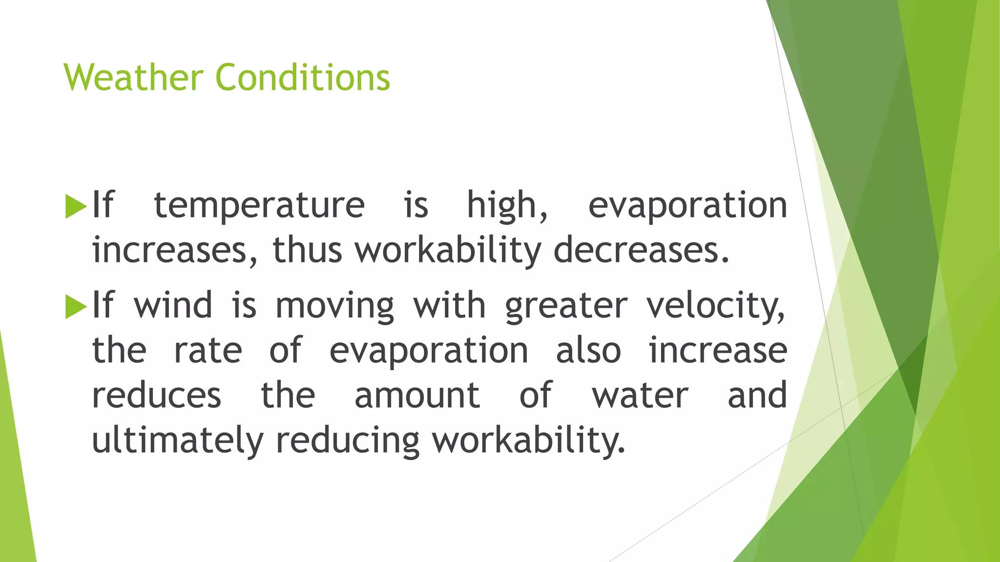 Weather Conditions
If temperature is high, evaporation
increases, thus workability decreases.
If wind is moving with greater velocity,
the rate of evaporation also increase
reduces the amount of water and
ultimately reducing workability.